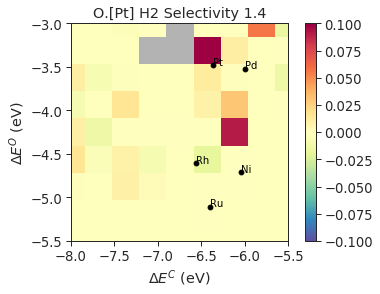 O.[Pt] H2 Selectivity 1.4
−3.0
−3.5
−4.0
−4.5
−5.0
−5.5
ΔE^O (eV)
Pt
Pd
Rh
Ni
Ru
−8.0 −7.5 −7.0 −6.5 −6.0 −5.5
ΔE^C (eV)
0.100
0.075
0.050
0.025
0.000
−0.025
−0.050
−0.075
−0.100